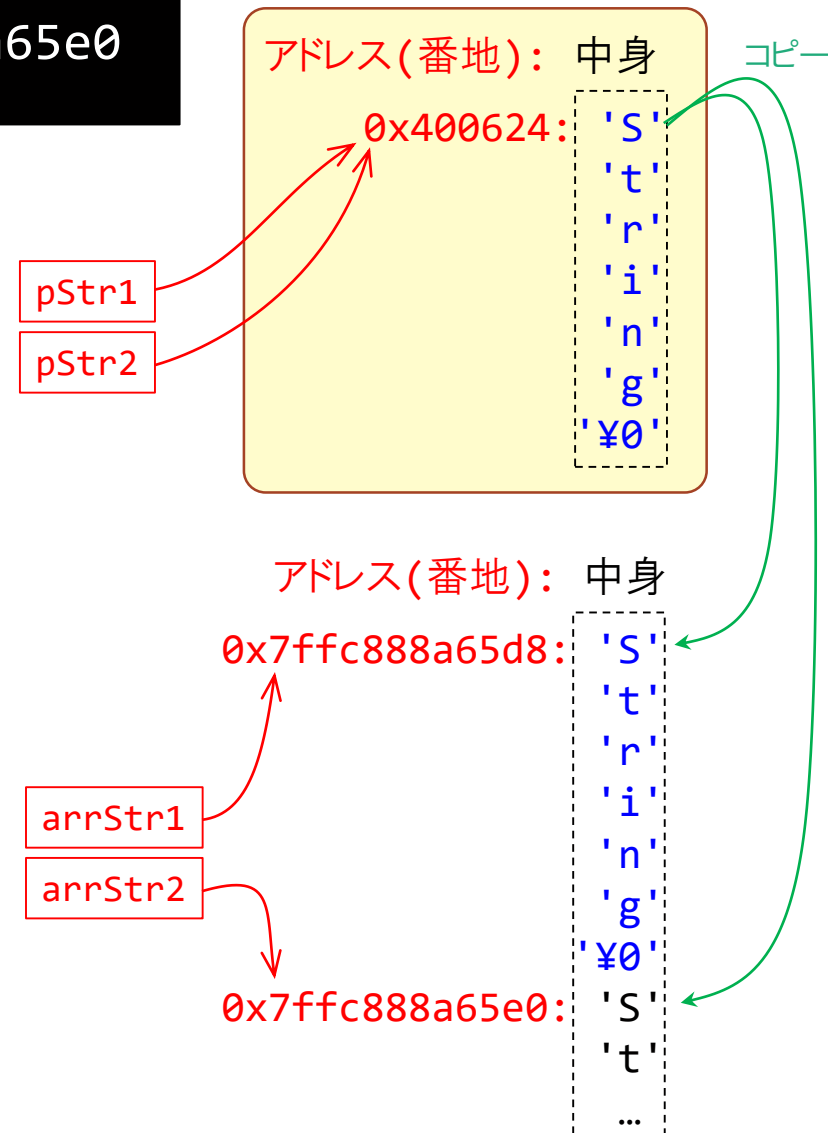 a65e0
アドレス(番地): 中身
コピー
0x400624: 'S'
't'
'r'
'i'
pStr1
'n'
pStr2
'g'
'¥0'
アドレス(番地): 中身
0x7ffc888a65d8: 'S'
't'
'r'
'i'
arrStr1
'n'
arrStr2
'g'
'¥0'
0x7ffc888a65e0: 'S'
't'
…